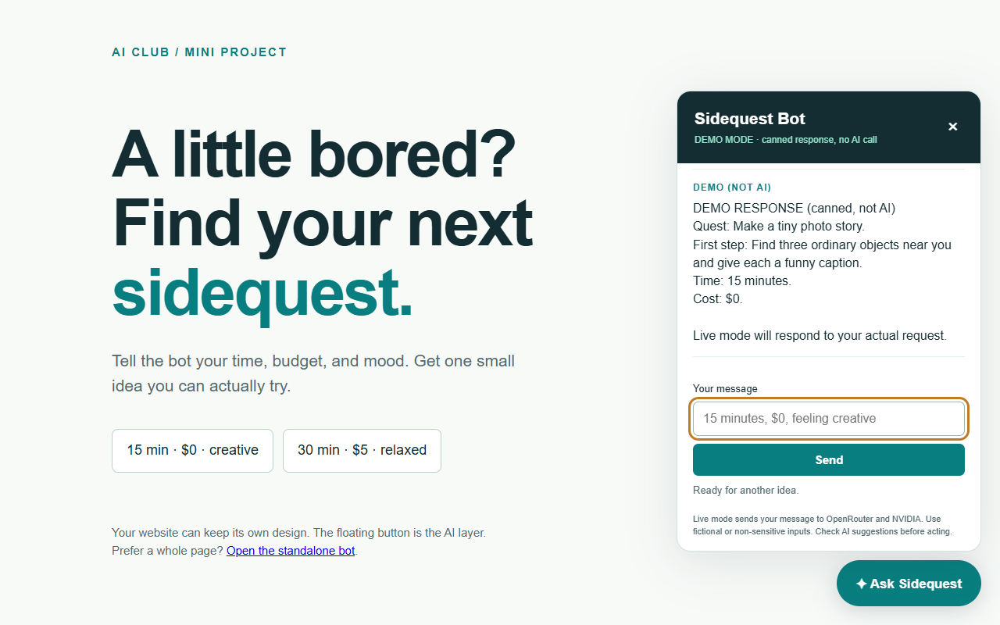 AI CLUB / MINI PROJECT
A little bored?
Find your next
sidequest.
Tell the bot your time, budget, and mood. Get one small
idea you can actually try.
15 min · $0 · creative
30 min · $5 · relaxed
Your website can keep its own design. The floating button is the AI layer.
Prefer a whole page? Open the standalone bot.
Sidequest Bot
DEMO MODE · canned response, no AI call
×
DEMO (NOT AI)
DEMO RESPONSE (canned, not AI)
Quest: Make a tiny photo story.
First step: Find three ordinary objects near you
and give each a funny caption.
Time: 15 minutes.
Cost: $0.
Live mode will respond to your actual request.
Your message
15 minutes, $0, feeling creative
Send
Ready for another idea.
Live mode sends your message to OpenRouter and NVIDIA. Use
fictional or non-sensitive inputs. Check AI suggestions before acting.
✦ Ask Sidequest